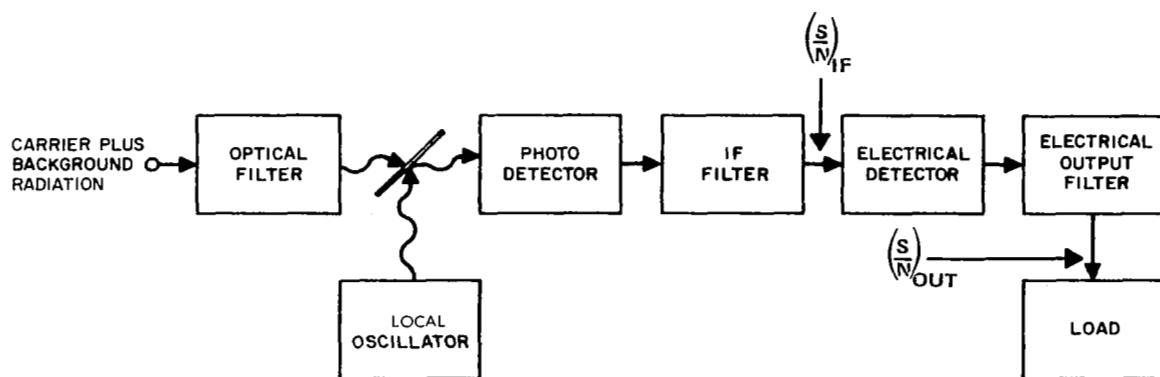 CARRIER PLUS
BACKGROUND
RADIATION
OPTICAL
FILTER
LOCAL
OSCILLATOR
PHOTO
DETECTOR
IF
FILTER
(S/N)IF
ELECTRICAL
DETECTOR
ELECTRICAL
OUTPUT
FILTER
(S/N)OUT
LOAD